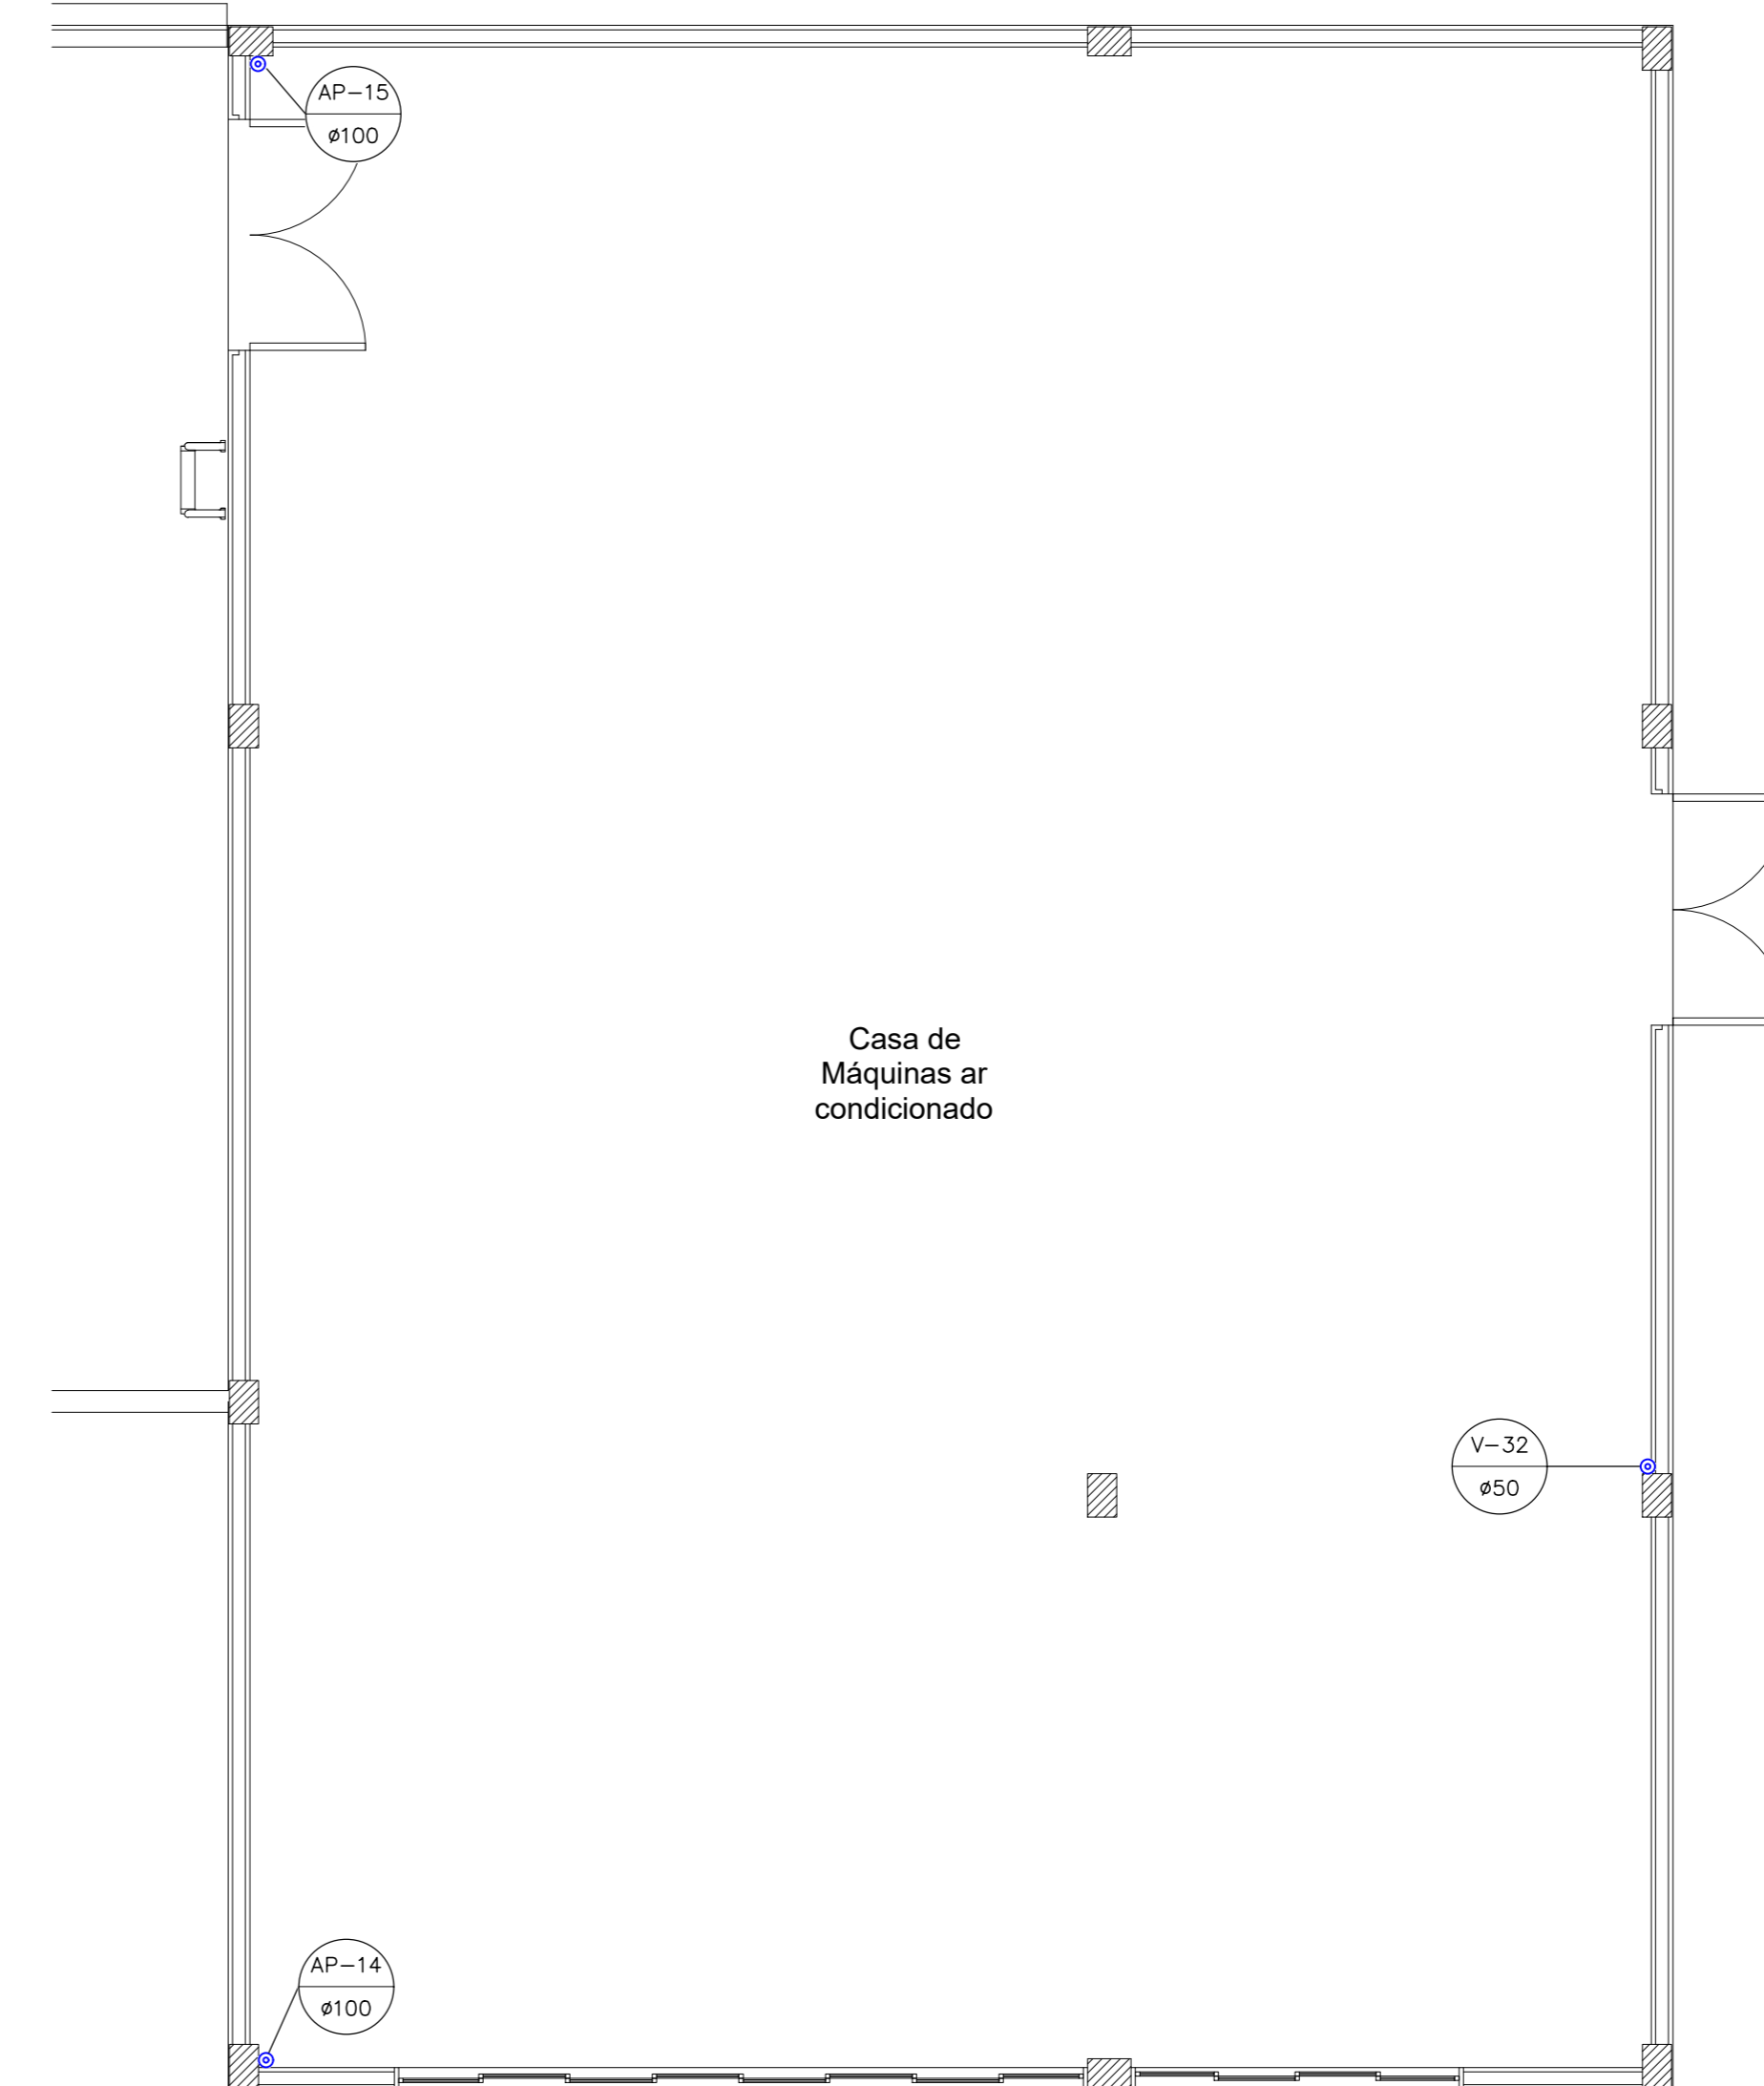 AP-15
ø100
Casa de
Máquinas ar
condicionado
V-32
ø50
AP-14
ø100